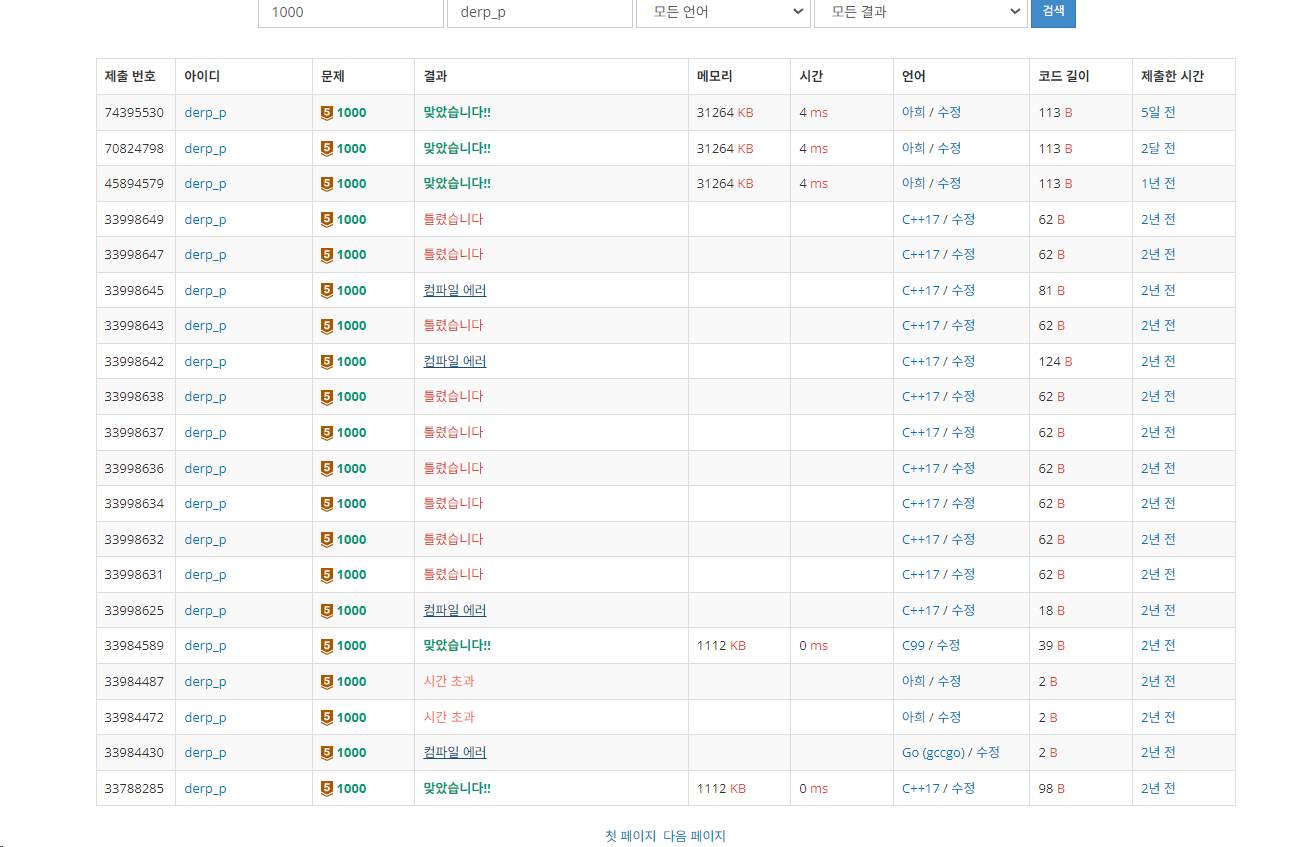 1000 derp_p 모든 언어 모든 결과 검색
제출 번호 아이디 문제 결과 메모리 시간 언어 코드 길이 제출한 시간
74395530 derp_p 5 1000 맞았습니다!! 31264 KB 4 ms 아희 / 수정 113 B 5일 전
70824798 derp_p 5 1000 맞았습니다!! 31264 KB 4 ms 아희 / 수정 113 B 2달 전
45894579 derp_p 5 1000 맞았습니다!! 31264 KB 4 ms 아희 / 수정 113 B 1년 전
33998649 derp_p 5 1000 틀렸습니다 C++17 / 수정 62 B 2년 전
33998647 derp_p 5 1000 틀렸습니다 C++17 / 수정 62 B 2년 전
33998645 derp_p 5 1000 컴파일 에러 C++17 / 수정 81 B 2년 전
33998643 derp_p 5 1000 틀렸습니다 C++17 / 수정 62 B 2년 전
33998642 derp_p 5 1000 컴파일 에러 C++17 / 수정 124 B 2년 전
33998638 derp_p 5 1000 틀렸습니다 C++17 / 수정 62 B 2년 전
33998637 derp_p 5 1000 틀렸습니다 C++17 / 수정 62 B 2년 전
33998636 derp_p 5 1000 틀렸습니다 C++17 / 수정 62 B 2년 전
33998634 derp_p 5 1000 틀렸습니다 C++17 / 수정 62 B 2년 전
33998632 derp_p 5 1000 틀렸습니다 C++17 / 수정 62 B 2년 전
33998631 derp_p 5 1000 틀렸습니다 C++17 / 수정 62 B 2년 전
33998625 derp_p 5 1000 컴파일 에러 C++17 / 수정 18 B 2년 전
33984589 derp_p 5 1000 맞았습니다!! 1112 KB 0 ms C99 / 수정 39 B 2년 전
33984487 derp_p 5 1000 시간 초과 아희 / 수정 2 B 2년 전
33984472 derp_p 5 1000 시간 초과 아희 / 수정 2 B 2년 전
33984430 derp_p 5 1000 컴파일 에러 Go (gccgo) / 수정 2 B 2년 전
33788285 derp_p 5 1000 맞았습니다!! 1112 KB 0 ms C++17 / 수정 98 B 2년 전
첫 페이지 다음 페이지